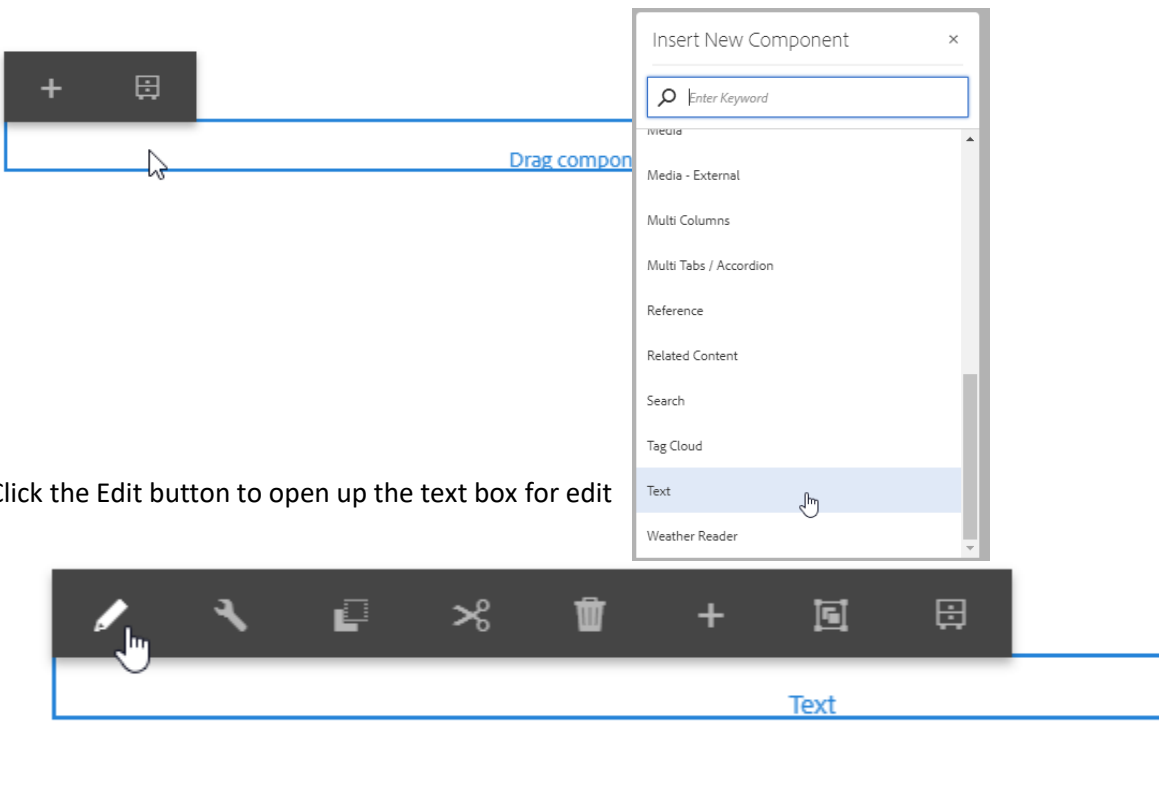 Insert New Component
Enter Keyword
Media
Drag compon
Media - External
Multi Columns
Multi Tabs / Accordion
Reference
Related Content
Search
Tag Cloud
Click the Edit button to open up the text box for edit
Text
Weather Reader
Text